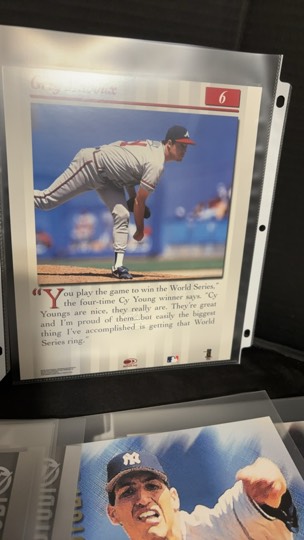 6
"You play the game to win the World Series,"
the four-time Cy Young winner says. "Cy
Youngs are nice, they really are. They're great
and I'm proud of them...but easily the biggest
thing I've accomplished is getting that World
Series ring."